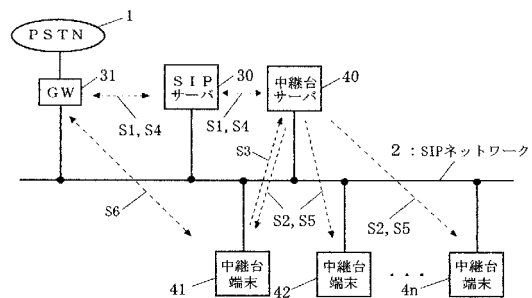 1
PSTN
31
GW
SIP
サーバ
30
中継台
サーバ
40
S1, S4
S1, S4
S3
2 : SIPネットワーク
S6
S2, S5
S2, S5
中継台
端末
41
中継台
端末
42
・・・
中継台
端末
4n